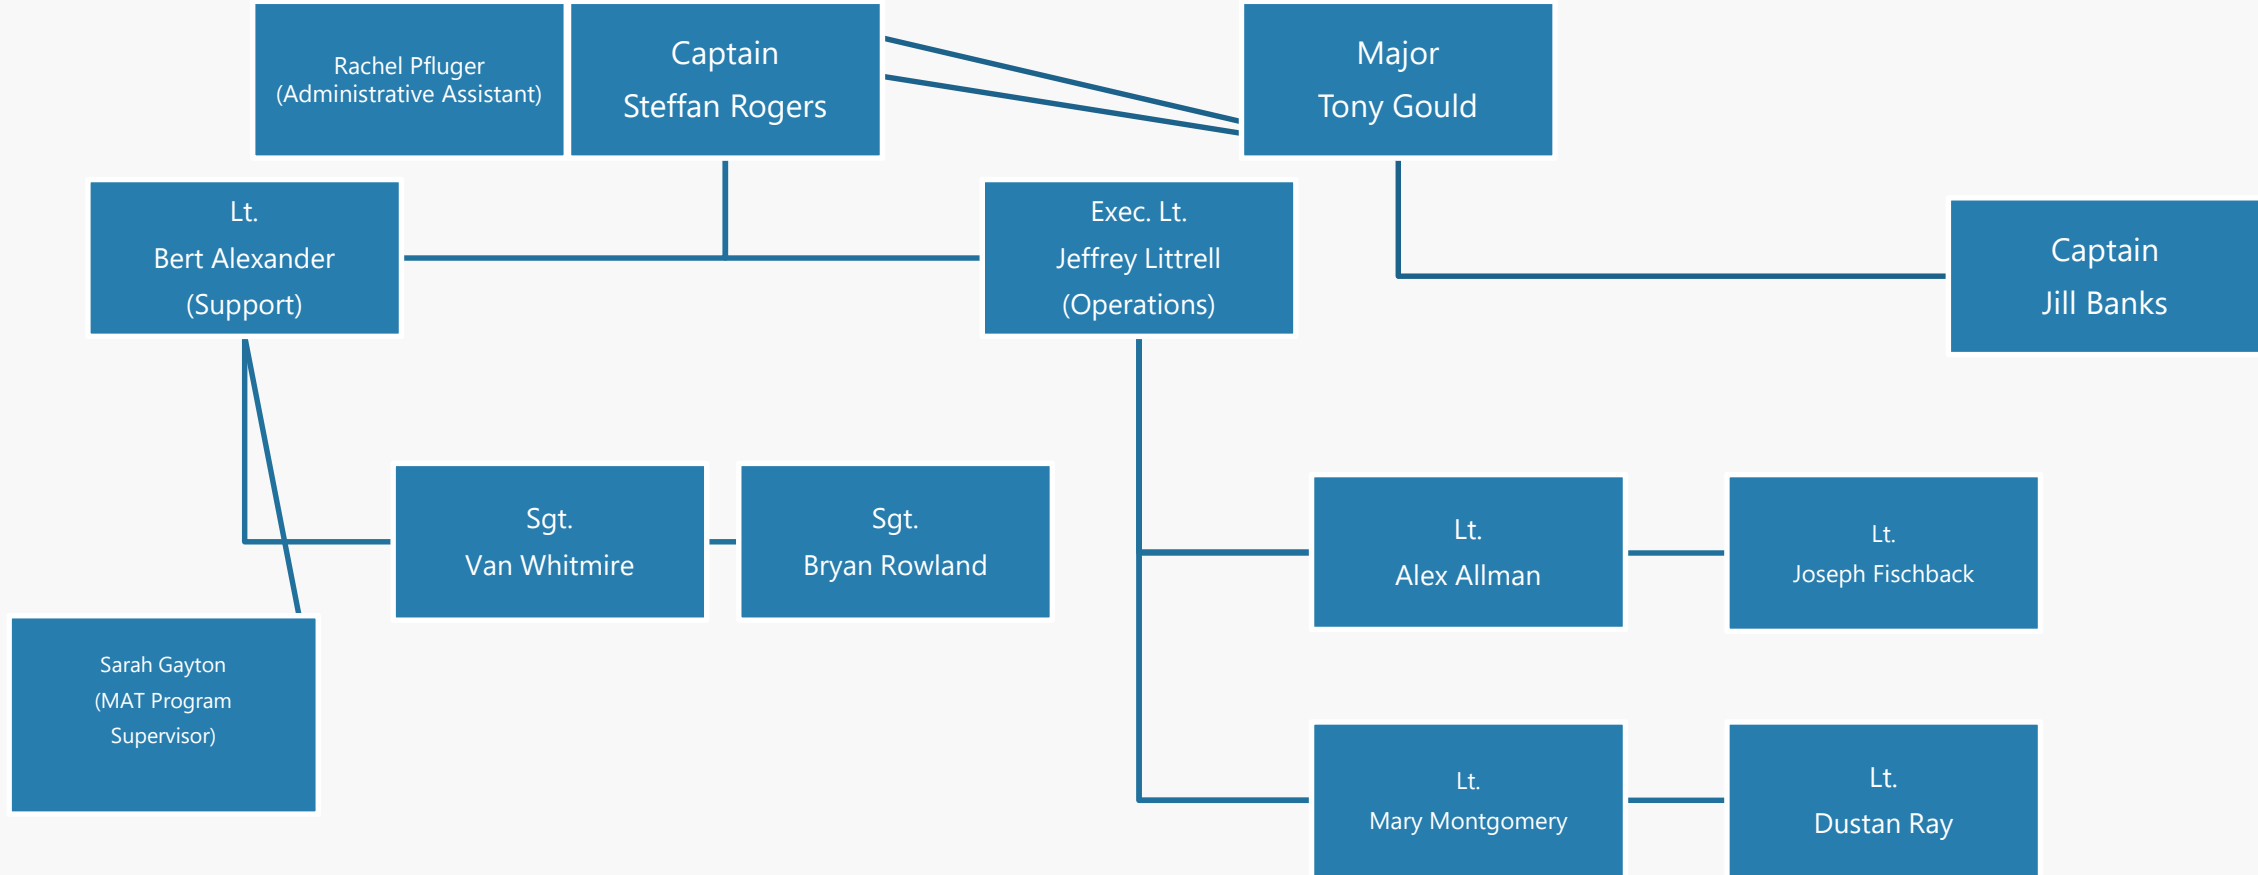 Rachel Pfluger
(Administrative Assistant)
Captain
Steffan Rogers
Major
Tony Gould
Lt.
Bert Alexander
(Support)
Exec. Lt.
Jeffrey Littrell
(Operations)
Captain
Jill Banks
Sgt.
Van Whitmire
Sgt.
Bryan Rowland
Lt.
Alex Allman
Lt.
Joseph Fischback
Sarah Gayton
(MAT Program
Supervisor)
Lt.
Mary Montgomery
Lt.
Dustan Ray